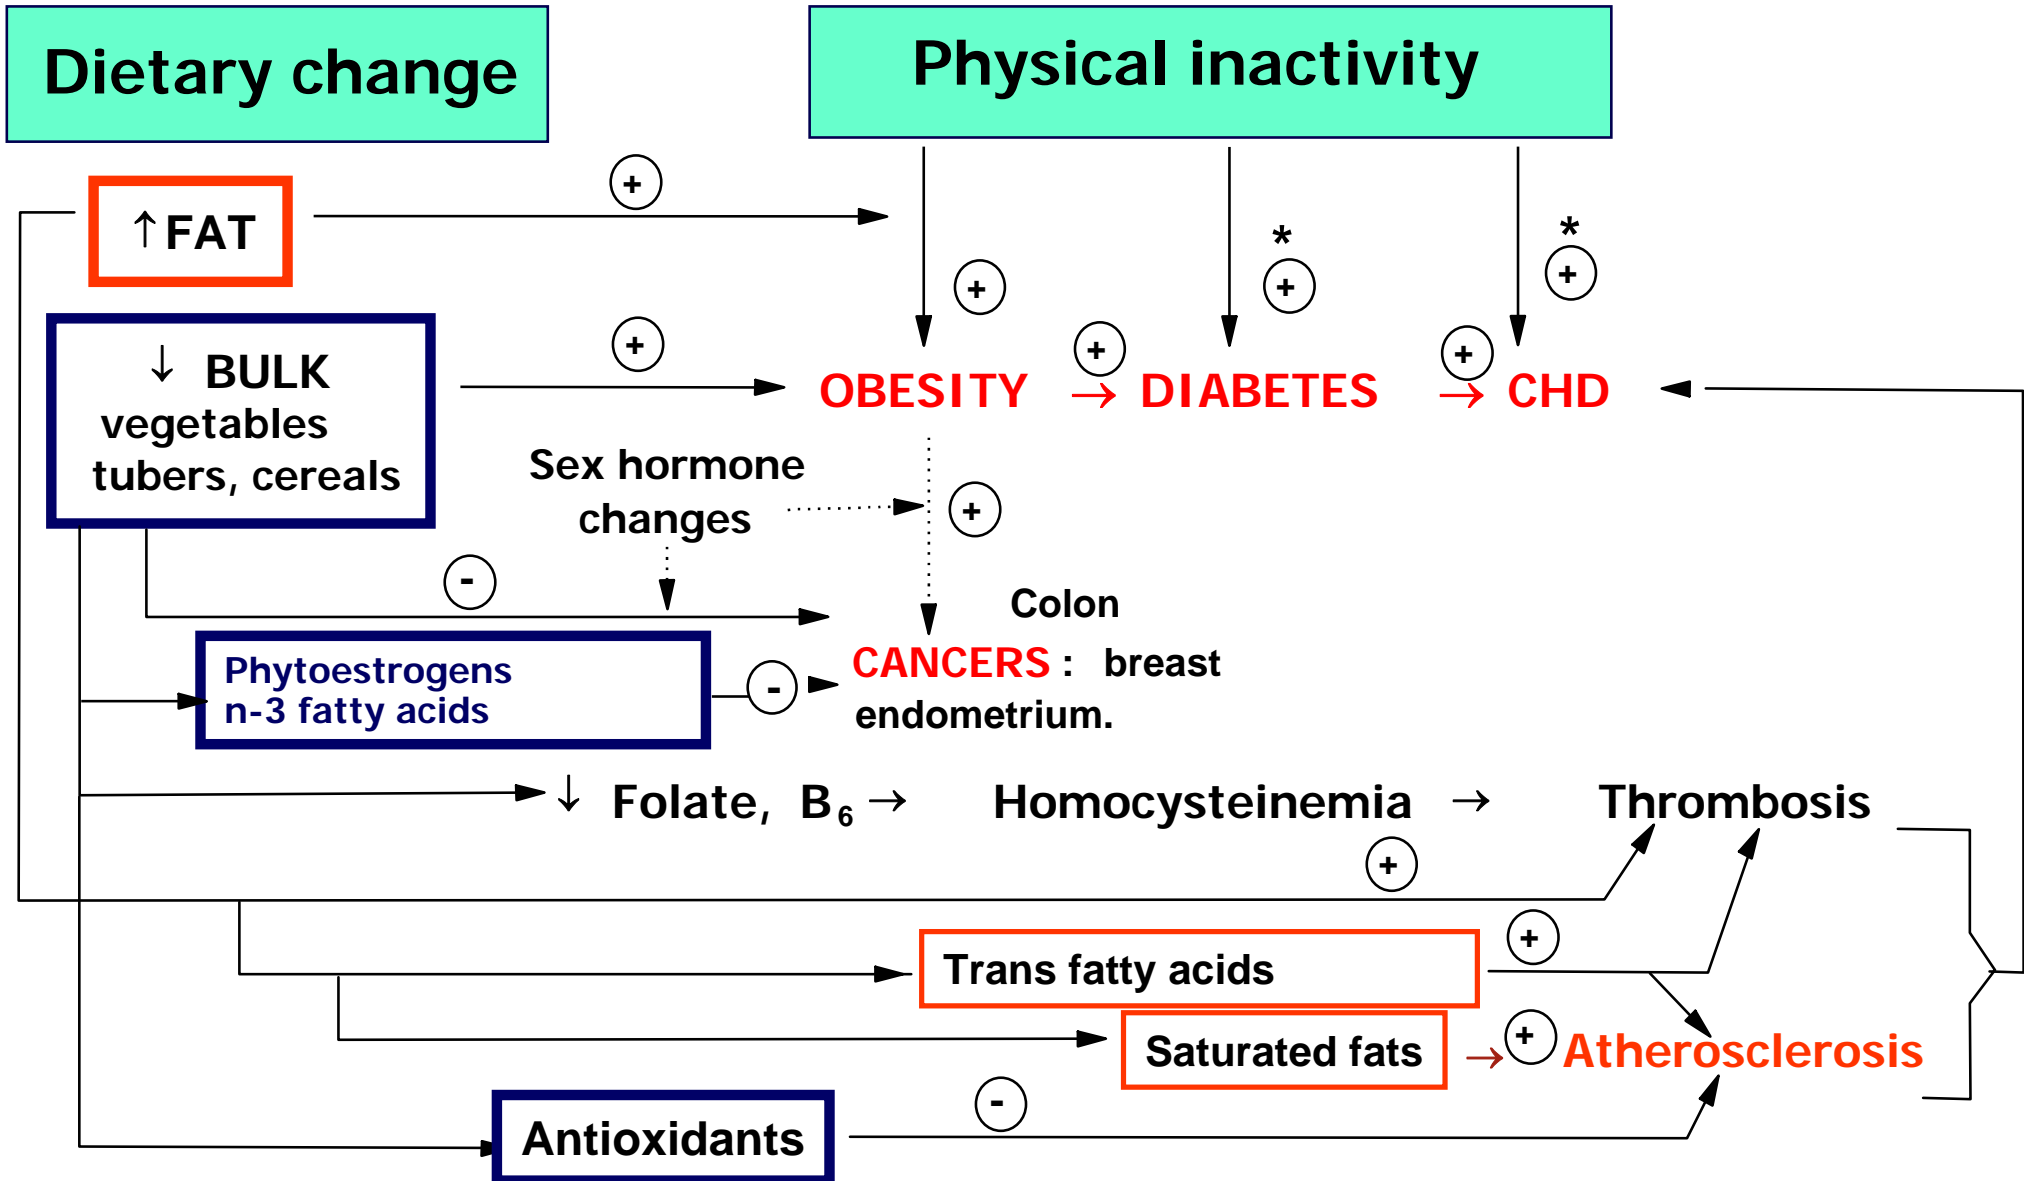 Dietary change
Physical inactivity
+
↑ FAT
*
+
*
+
+
↓ BULK
vegetables
tubers, cereals
+
OBESITY
+
→ DIABETES
+
→ CHD
Sex hormone
changes
+
-
Colon
CANCERS : breast
endometrium.
Phytoestrogens
n-3 fatty acids
-
↓ Folate, B6 → Homocysteinemia → Thrombosis
+
Trans fatty acids
+
Saturated fats → + Atherosclerosis
Antioxidants
-